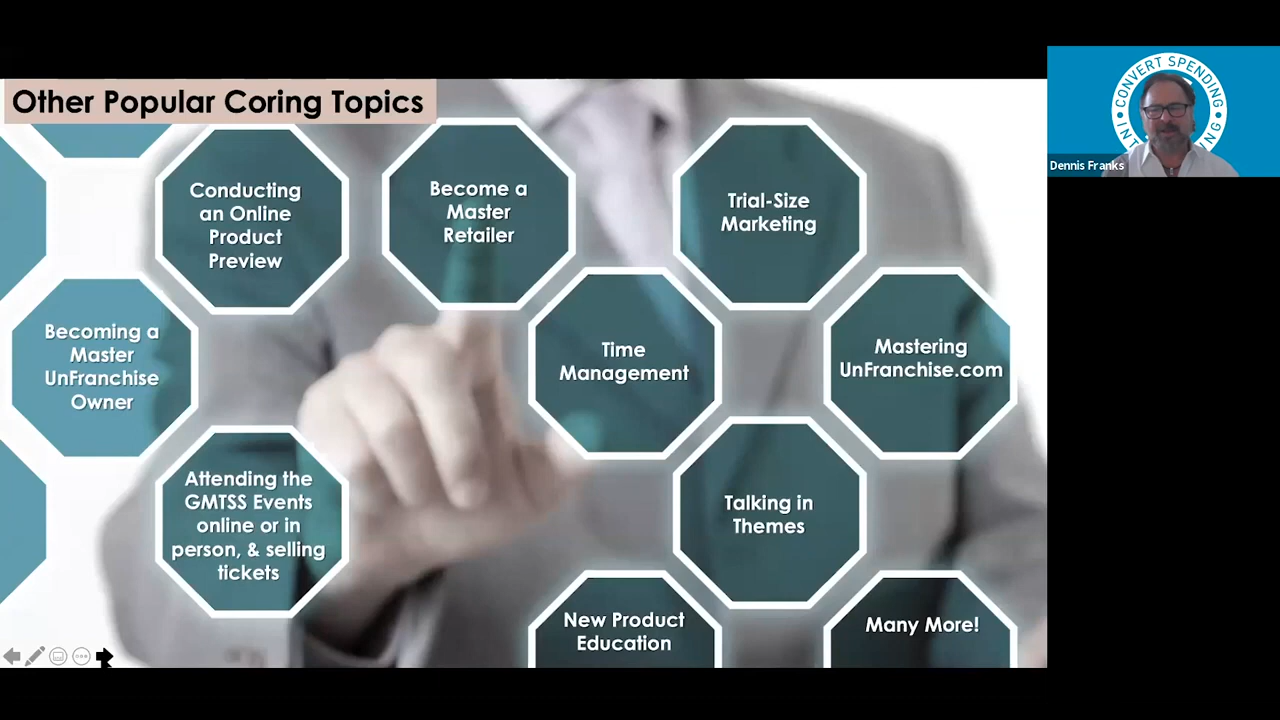 Other Popular Coring Topics
Conducting
an Online
Product
Preview
Become a
Master
Retailer
Trial-Size
Marketing
Becoming a
Master
UnFranchise
Owner
Time
Management
Mastering
UnFranchise.com
Attending the
GMTSS Events
online or in
person, & selling
tickets
Talking in
Themes
New Product
Education
Many More!
CONVERT SPENDING
INT
NING
Dennis Franks